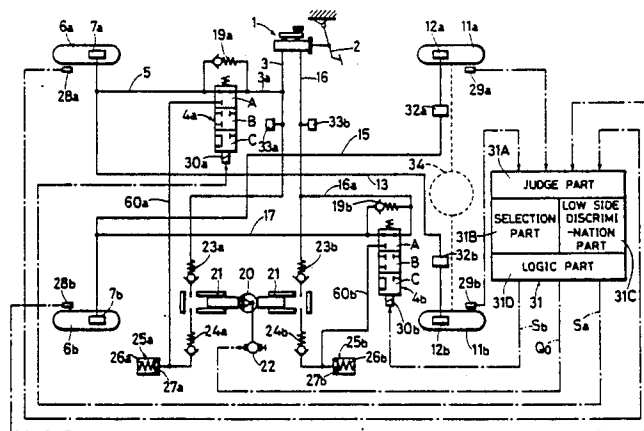 6a 7a
19a
1
2
3
3a
16
12a 11a
28a
5
A
B
C
4a
33a
33b
15
32a
29a
30a
60a
13
34
16a
17
19b
31A
JUDGE PART
SELECTION PART
31B
LOW SIDE DISCRIMI-NATION PART
31C
LOGIC PART
31D 31
23a
21 20 21
23b
60b
A
B
C
4b
32b
29b
28b
7b
6b
24a
24b
30b
25a
26a
27a
22
25b
26b
27b
12b 11b
Sb
Qo
Sa